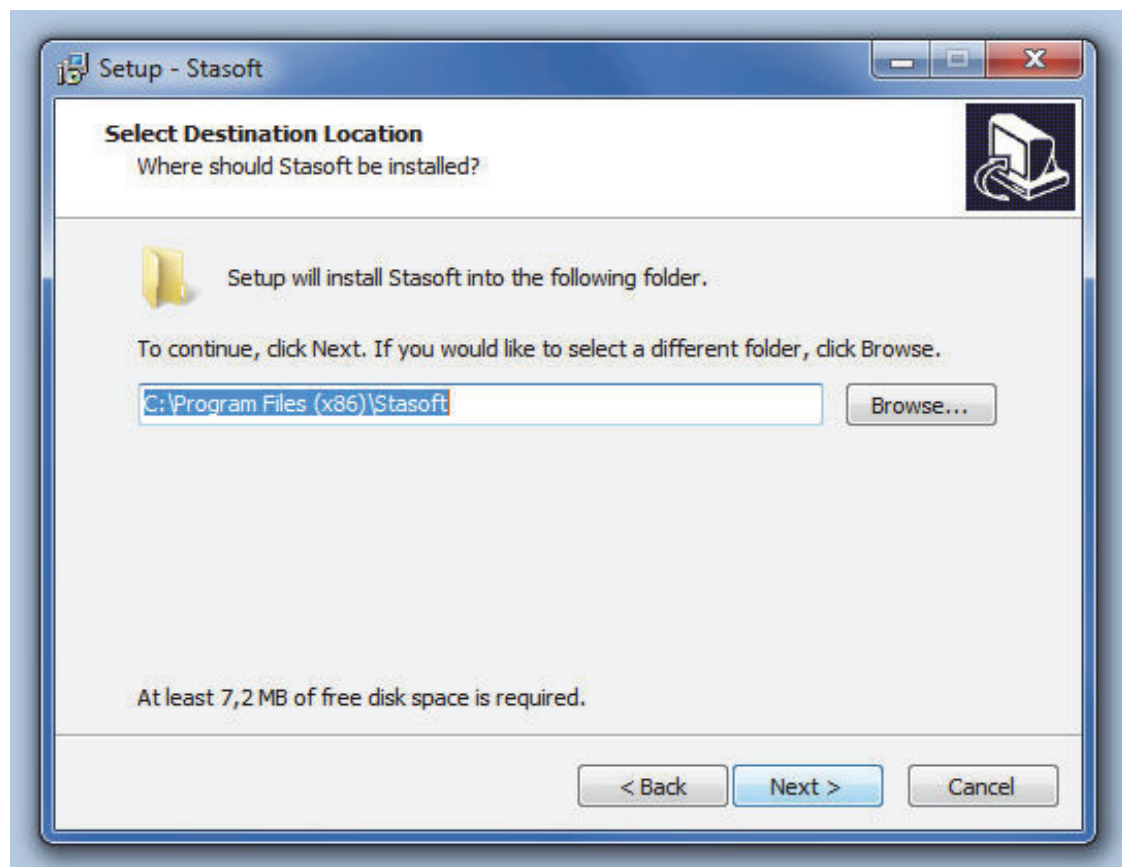 Setup - Stasoft
Select Destination Location
Where should Stasoft be installed?
Setup will install Stasoft into the following folder.
To continue, click Next. If you would like to select a different folder, click Browse.
C:\Program Files (x86)\Stasoft
Browse...
At least 7,2 MB of free disk space is required.
< Back
Next >
Cancel